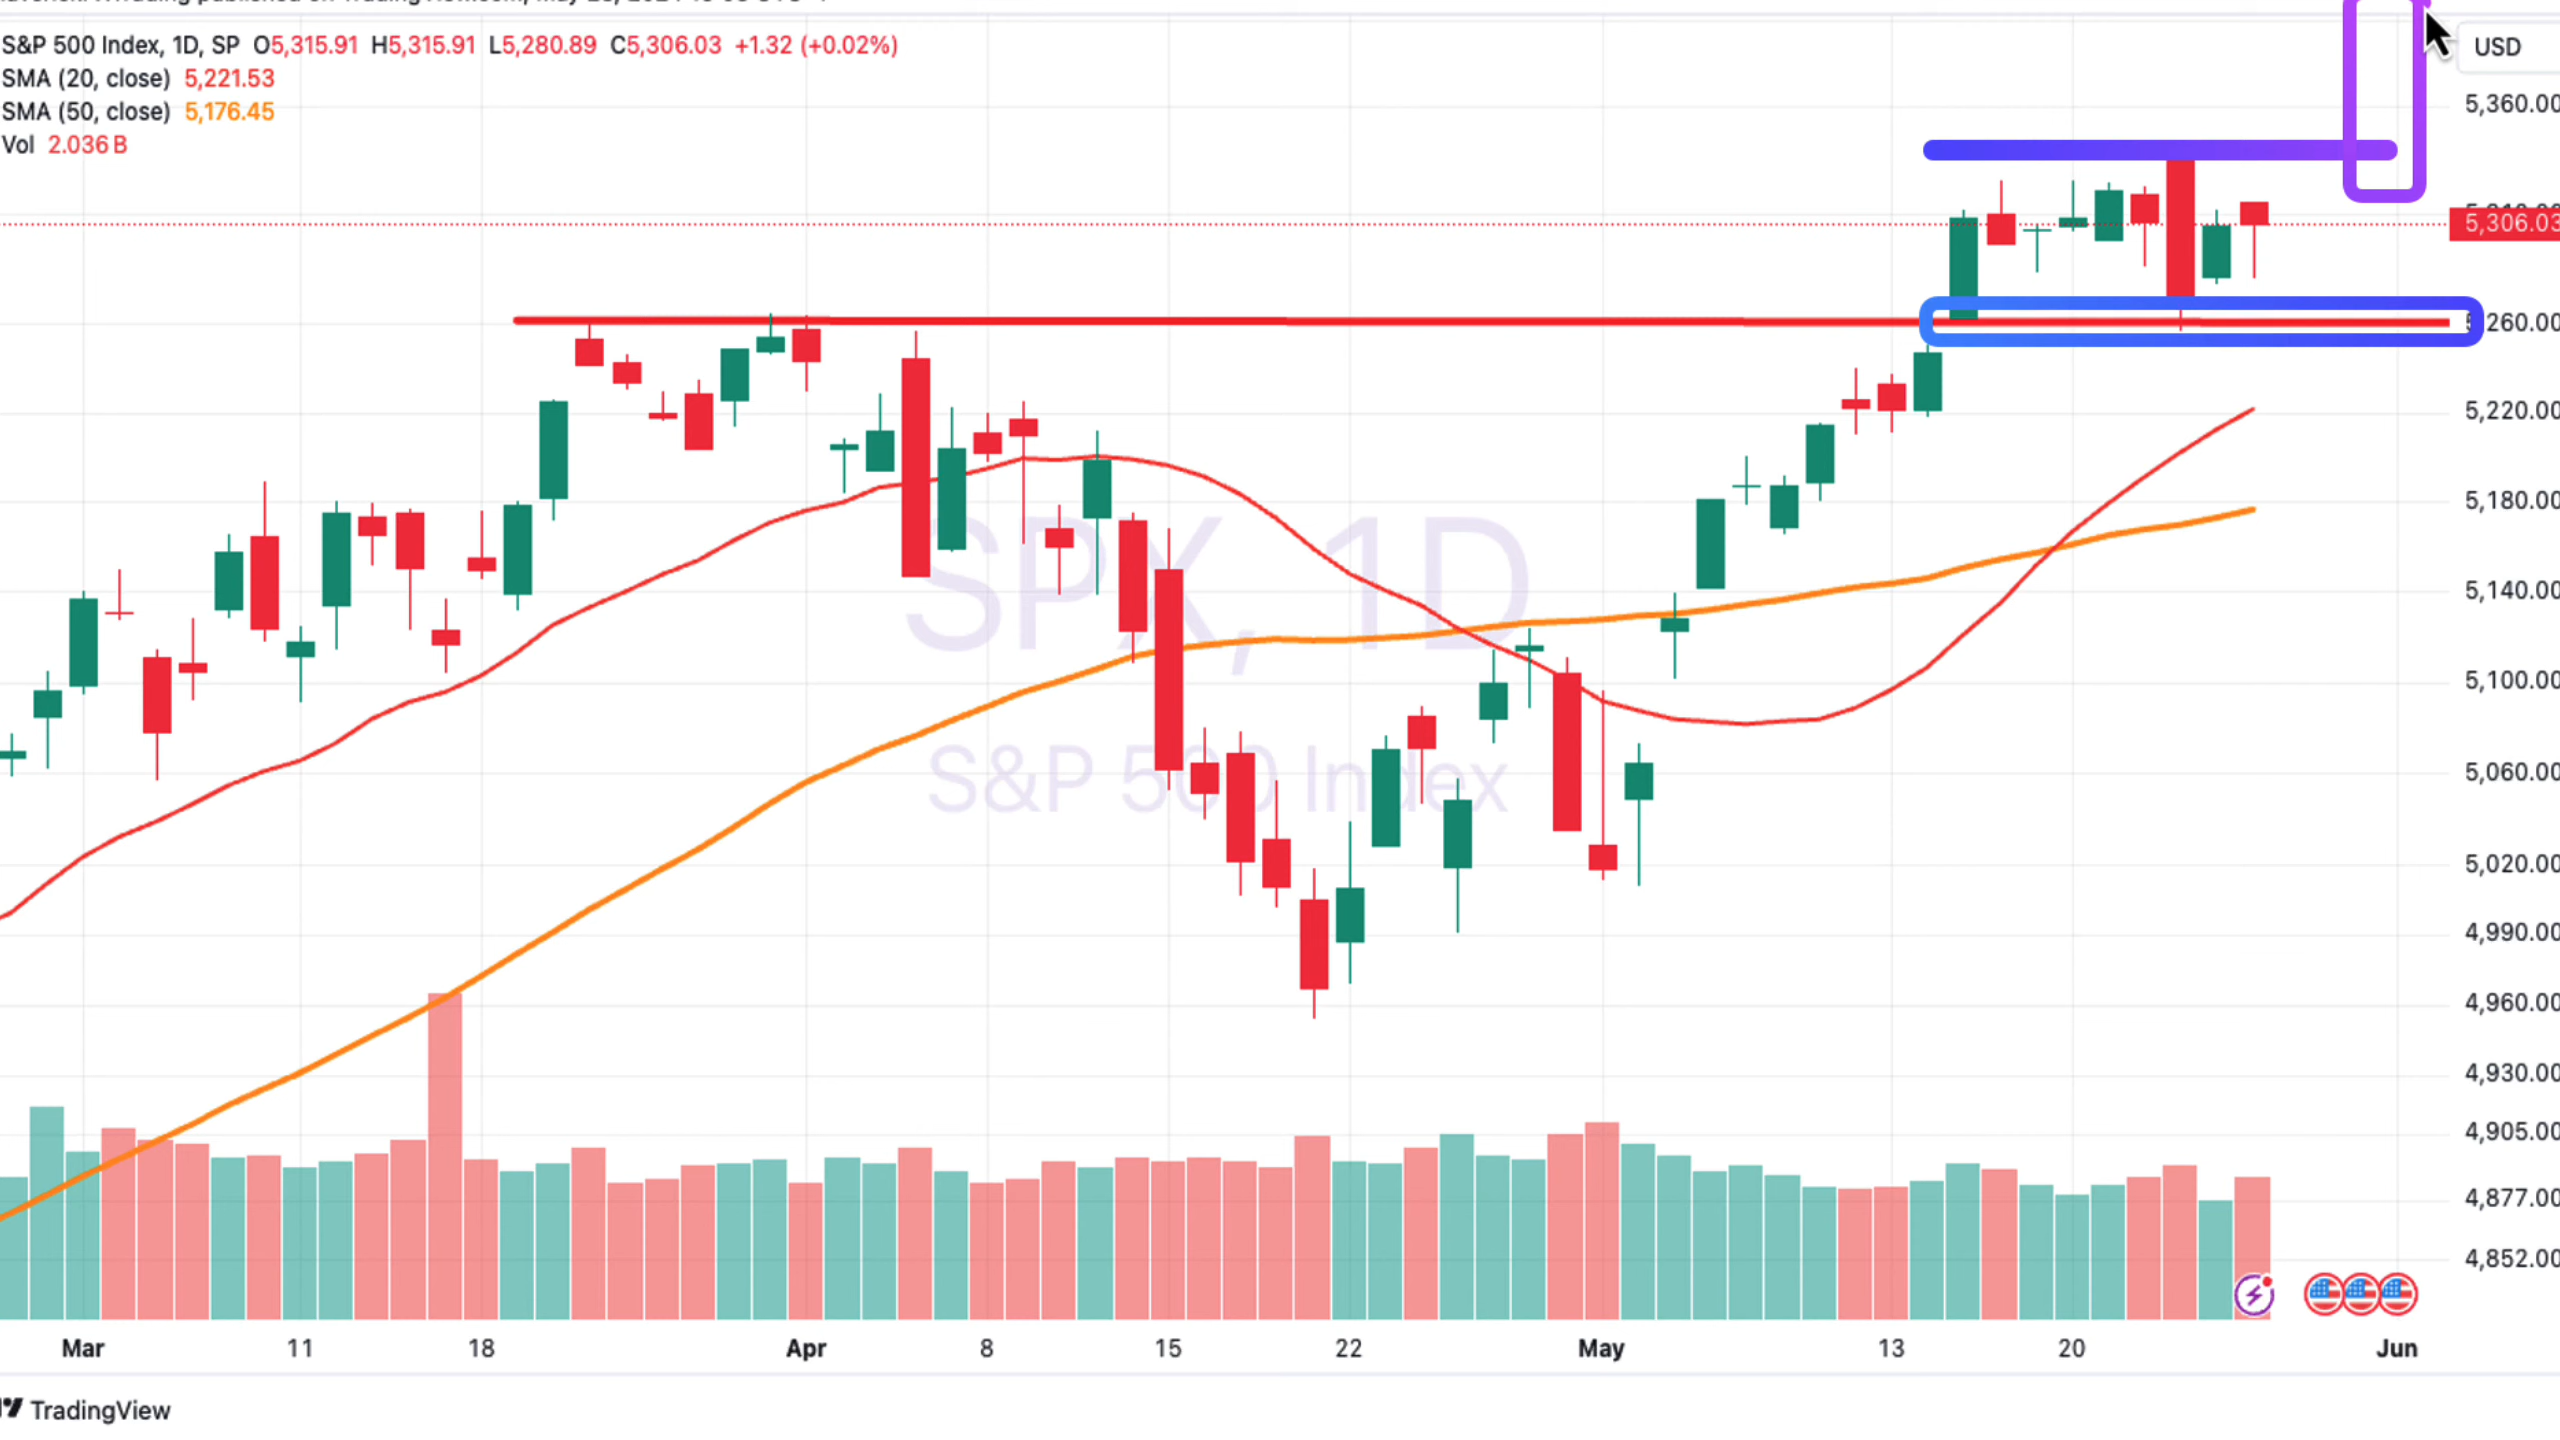 S&P 500 Index, 1D, SP O5,315.91 H5,315.91 L5,280.89 C5,306.03 +1.32 (+0.02%)
USD
SMA (20, close) 5,221.53
SMA (50, close) 5,176.45
Vol 2.036 B
5,360.00
5,306.03
260.00
5,220.00
5,180.00
5,140.00
5,100.00
5,060.00
5,020.00
4,990.00
4,960.00
4,930.00
4,905.00
4,877.00
4,852.00
SPX, 1D
S&P 500 Index
Mar 11 18 Apr 8 15 22 May 13 20 Jun
TradingView